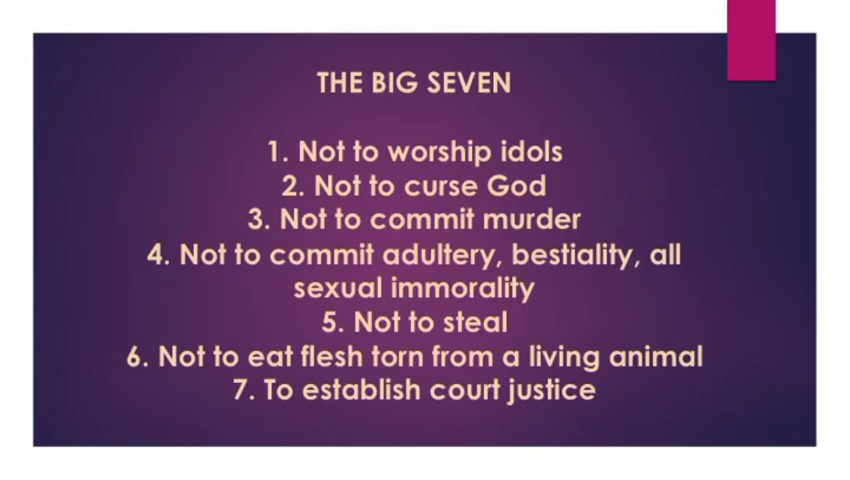 THE BIG SEVEN
1. Not to worship idols
2. Not to curse God
3. Not to commit murder
4. Not to commit adultery, bestiality, all
sexual immorality
5. Not to steal
6. Not to eat flesh torn from a living animal
7. To establish court justice